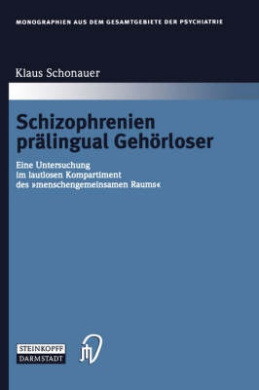 MONOGRAPHIEN AUS DEM GESAMTGEBIETE DER PSYCHIATRIE
Klaus Schonauer
Schizophrenien
prälingual Gehörloser
Eine Untersuchung
im lautlosen Kompartiment
des »menschengemeinsamen Raums«
STEINKOPFF
DARMSTADT